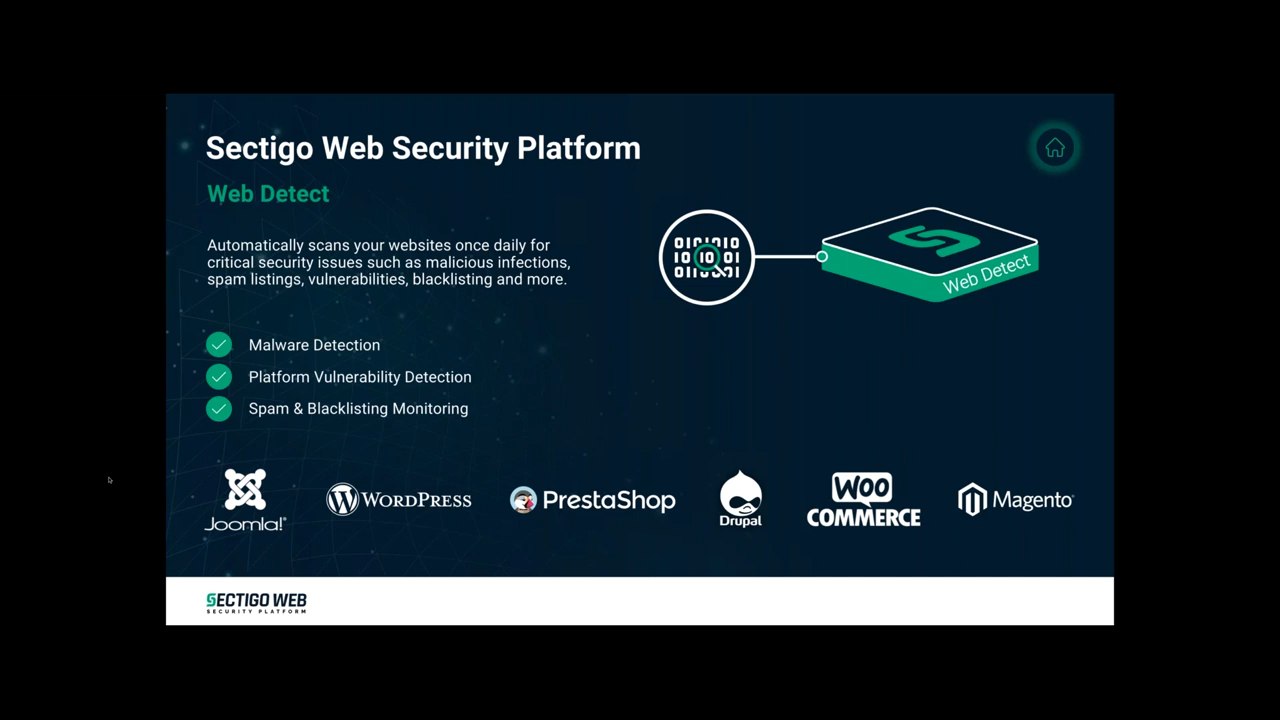 Sectigo Web Security Platform
Web Detect
Automatically scans your websites once daily for
critical security issues such as malicious infections,
spam listings, vulnerabilities, blacklisting and more.
Malware Detection
Platform Vulnerability Detection
Spam & Blacklisting Monitoring
Web Detect
Joomla!®
WORDPRESS
PrestaShop
Drupal
WOO
COMMERCE
Magento®
SECTIGO WEB
SECURITY PLATFORM